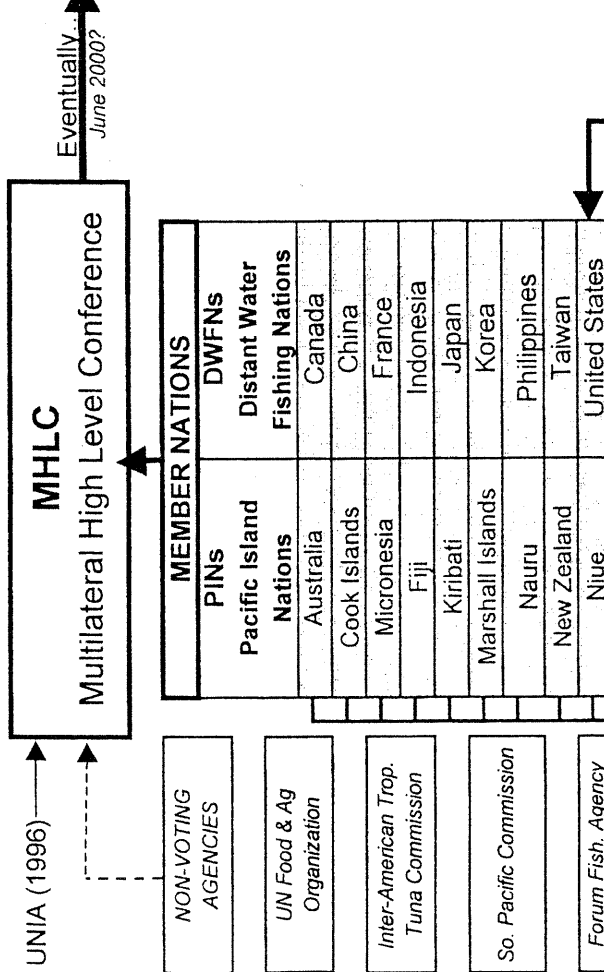 Eventually...
June 2000?
UNIA (1996)
MHLC
Multilateral High Level Conference
NON-VOTING
AGENCIES
UN Food & Ag
Organization
Inter-American Trop.
Tuna Commission
So. Pacific Commission
Forum Fish. Agency
MEMBER NATIONS
PINs DWFNs
Pacific Island Distant Water
Nations Fishing Nations
Australia Canada
Cook Islands China
Micronesia France
Fiji Indonesia
Kiribati Japan
Marshall Islands Korea
Nauru Philippines
New Zealand Taiwan
Niue United States